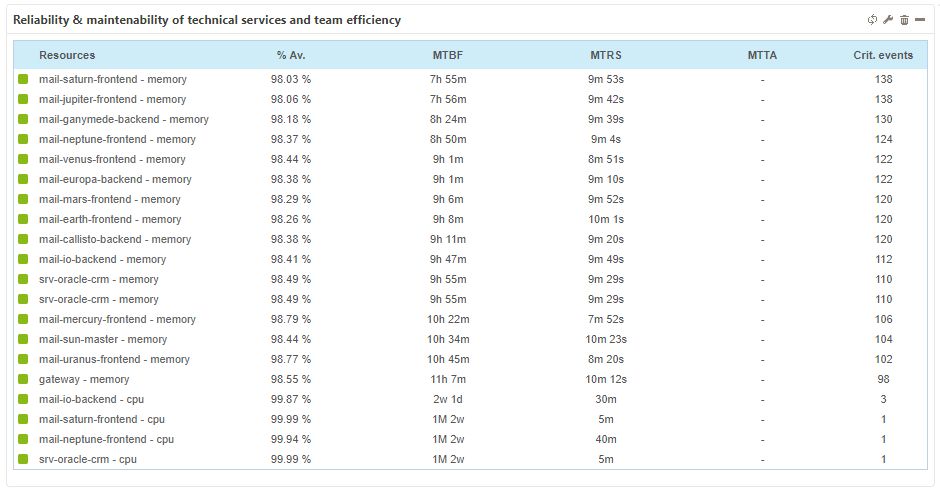 Reliability & maintenability of technical services and team efficiency
Resources % Av. MTBF MTRS MTTA Crit. events
mail-saturn-frontend - memory 98.03 % 7h 55m 9m 53s - 138
mail-jupiter-frontend - memory 98.06 % 7h 56m 9m 42s - 138
mail-ganymede-backend - memory 98.18 % 8h 24m 9m 39s - 130
mail-neptune-frontend - memory 98.37 % 8h 50m 9m 4s - 124
mail-venus-frontend - memory 98.44 % 9h 1m 8m 51s - 122
mail-europa-backend - memory 98.38 % 9h 1m 9m 10s - 122
mail-mars-frontend - memory 98.29 % 9h 6m 9m 52s - 120
mail-earth-frontend - memory 98.26 % 9h 8m 10m 1s - 120
mail-callisto-backend - memory 98.38 % 9h 11m 9m 20s - 120
mail-io-backend - memory 98.41 % 9h 47m 9m 49s - 112
srv-oracle-crm - memory 98.49 % 9h 55m 9m 29s - 110
srv-oracle-crm - memory 98.49 % 9h 55m 9m 29s - 110
mail-mercury-frontend - memory 98.79 % 10h 22m 7m 52s - 106
mail-sun-master - memory 98.44 % 10h 34m 10m 23s - 104
mail-uranus-frontend - memory 98.77 % 10h 45m 8m 20s - 102
gateway - memory 98.55 % 11h 7m 10m 12s - 98
mail-io-backend - cpu 99.87 % 2w 1d 30m - 3
mail-saturn-frontend - cpu 99.99 % 1M 2w 5m - 1
mail-neptune-frontend - cpu 99.94 % 1M 2w 40m - 1
srv-oracle-crm - cpu 99.99 % 1M 2w 5m - 1